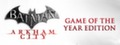 BATMAN
ARKHAM
CITY
GAME OF THE
YEAR EDITION